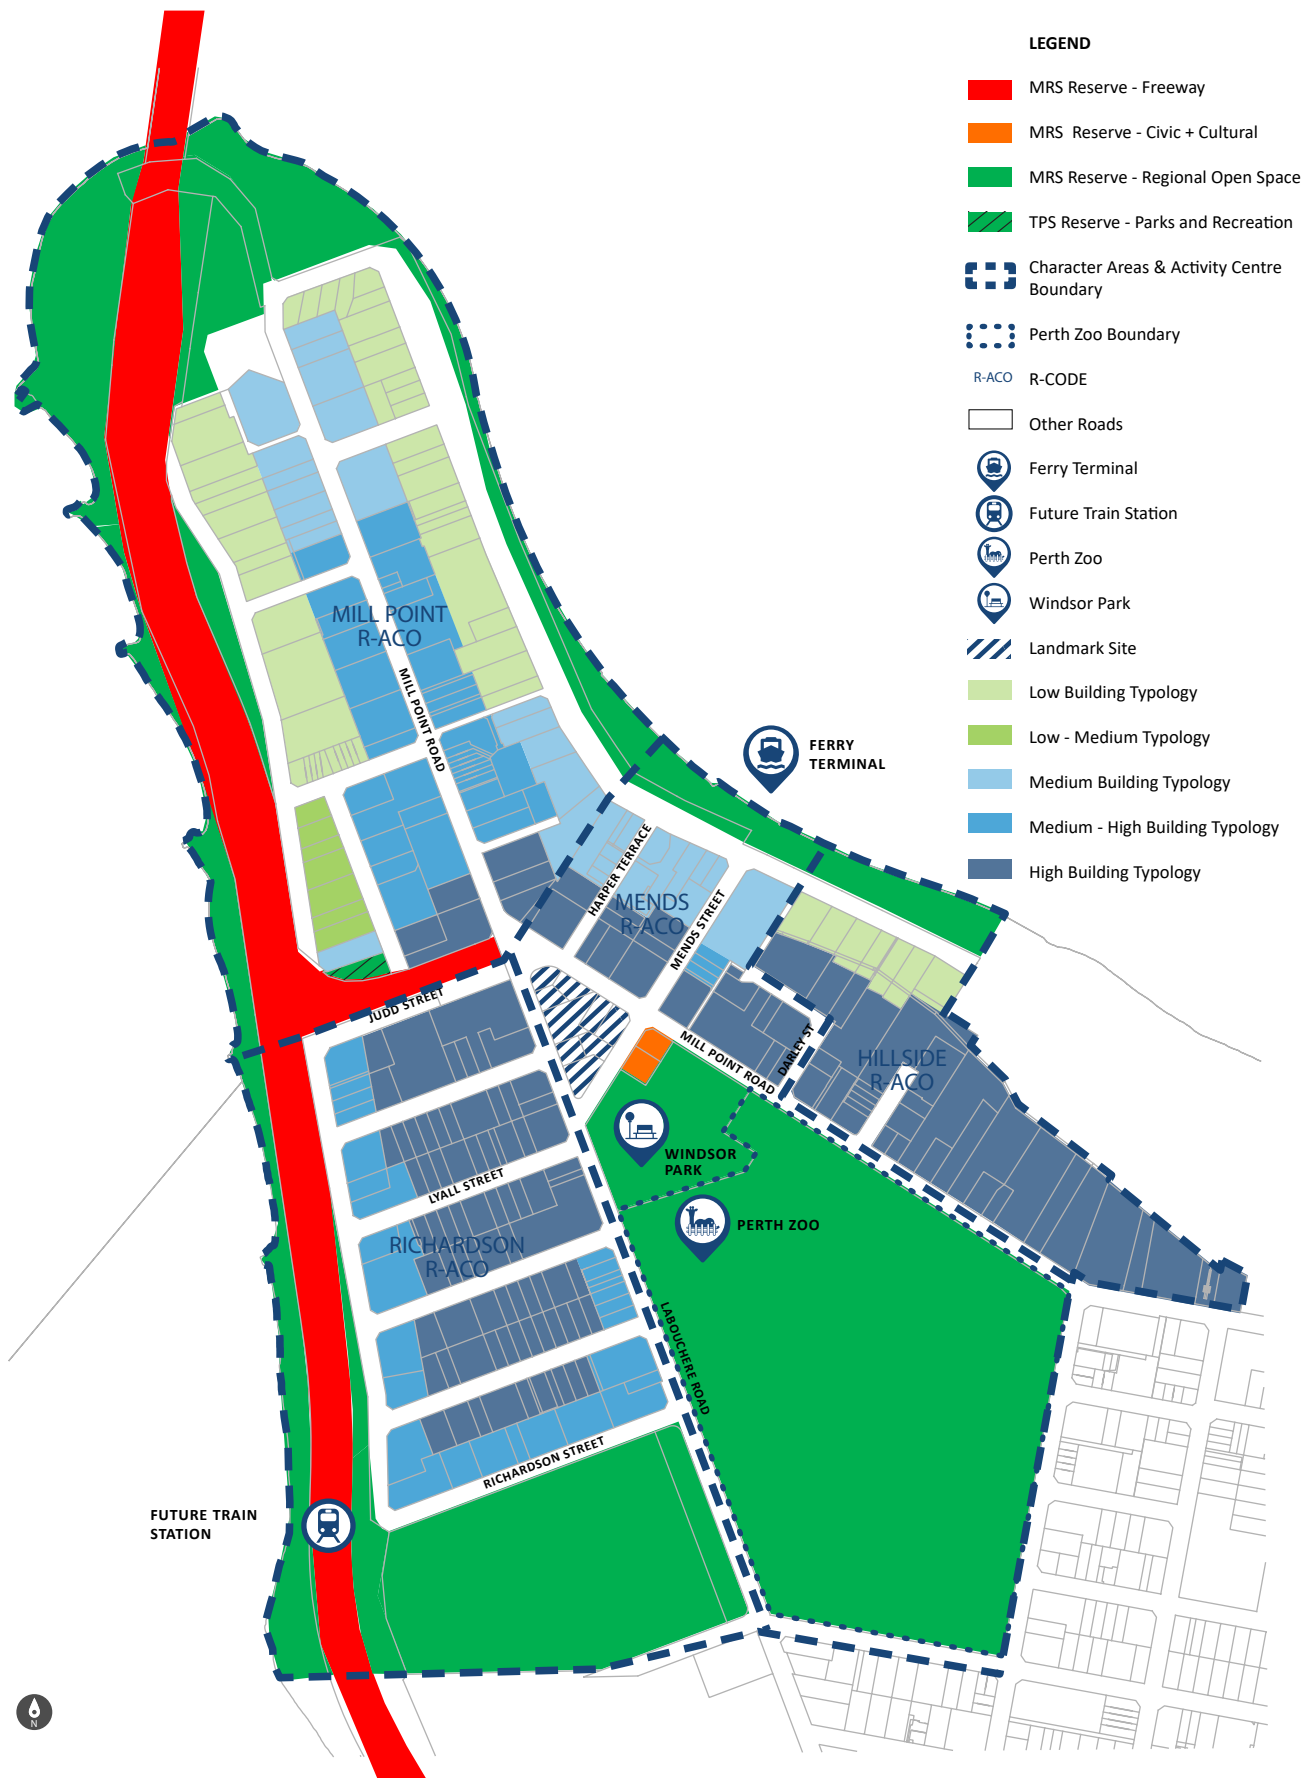 LEGEND
MRS Reserve - Freeway
MRS Reserve - Civic + Cultural
MRS Reserve - Regional Open Space
TPS Reserve - Parks and Recreation
Character Areas & Activity Centre
Boundary
Perth Zoo Boundary
R-ACO R-CODE
Other Roads
Ferry Terminal
Future Train Station
Perth Zoo
Windsor Park
Landmark Site
Low Building Typology
Low - Medium Typology
Medium Building Typology
Medium - High Building Typology
High Building Typology
MILL POINT
R-ACO
MILL POINT ROAD
FERRY
TERMINAL
HARPER TERRACE
MENDS
R-ACO
MENDS STREET
JUDD STREET
MILL POINT ROAD
DARLEY ST
HILLSIDE
R-ACO
WINDSOR
PARK
LYALL STREET
PERTH ZOO
RICHARDSON
R-ACO
LABOUCHERE ROAD
RICHARDSON STREET
FUTURE TRAIN
STATION
N